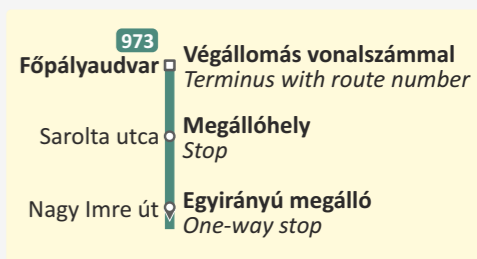 973
Főpályaudvar Végállomás vonalszámmal
Terminus with route number
Sarolta utca Megállóhely
Stop
Nagy Imre út Egyirányú megálló
One-way stop